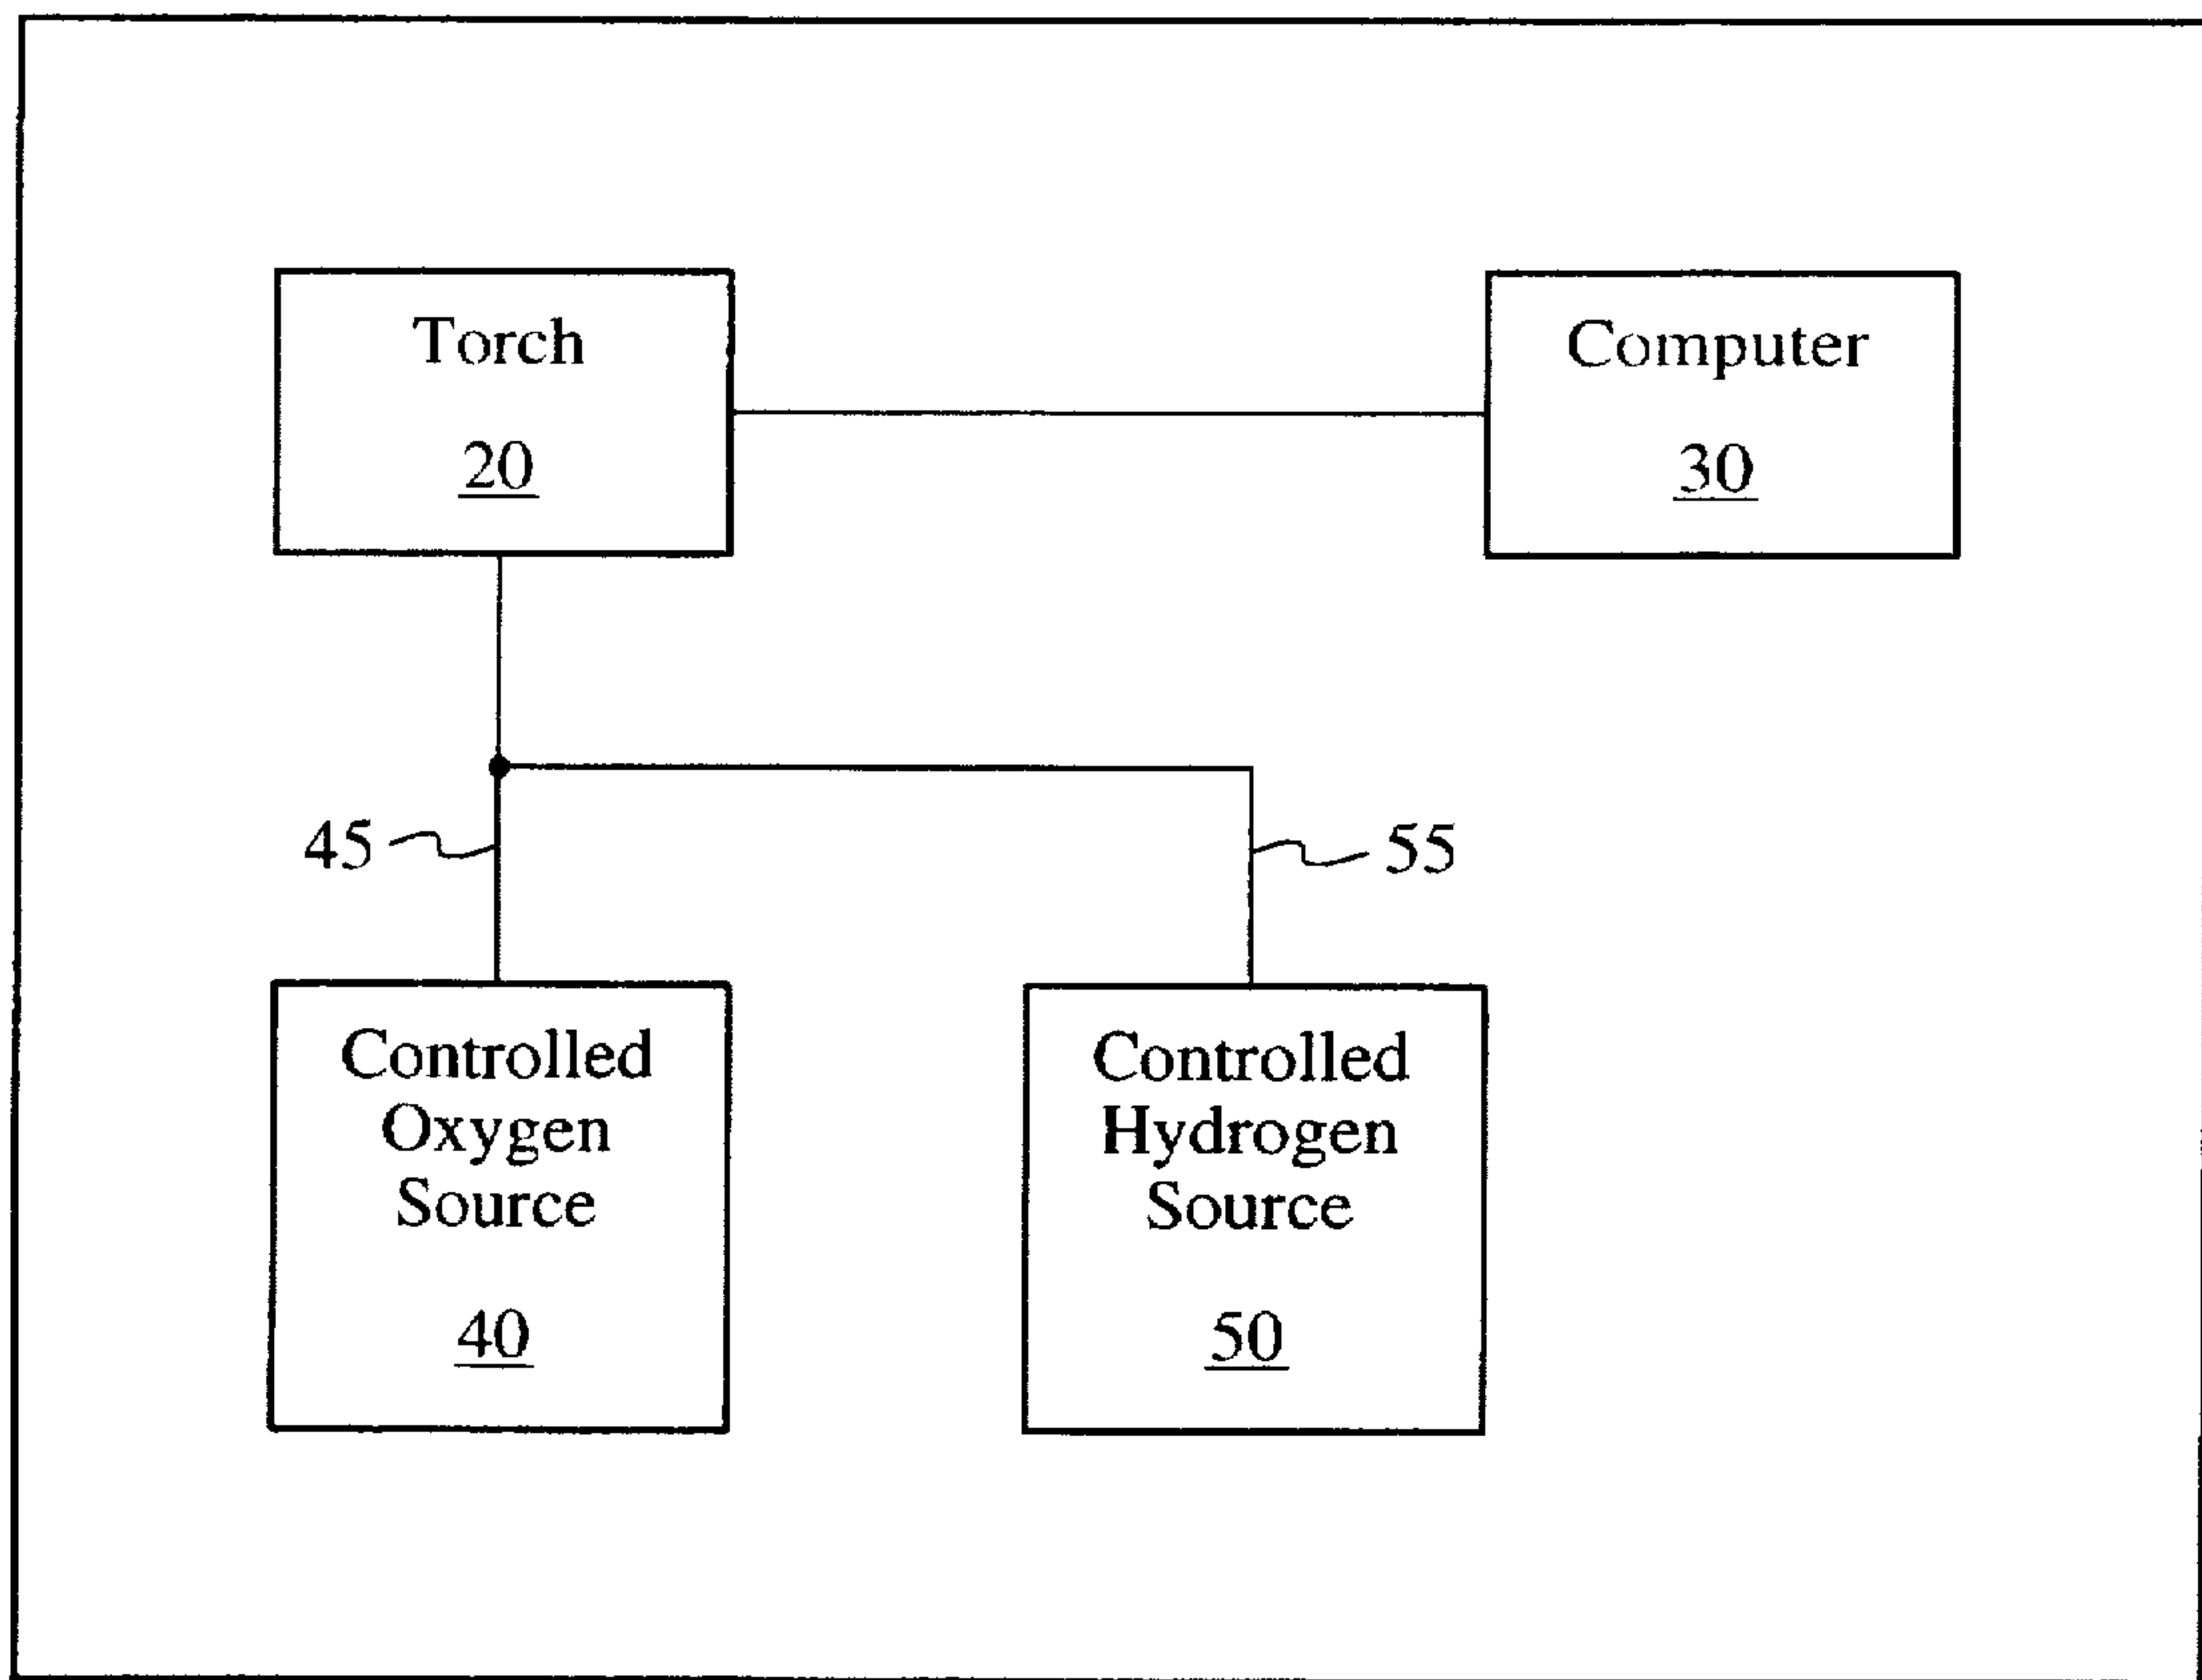 Torch
20
Computer
30
45
55
Controlled
Oxygen
Source
40
Controlled
Hydrogen
Source
50